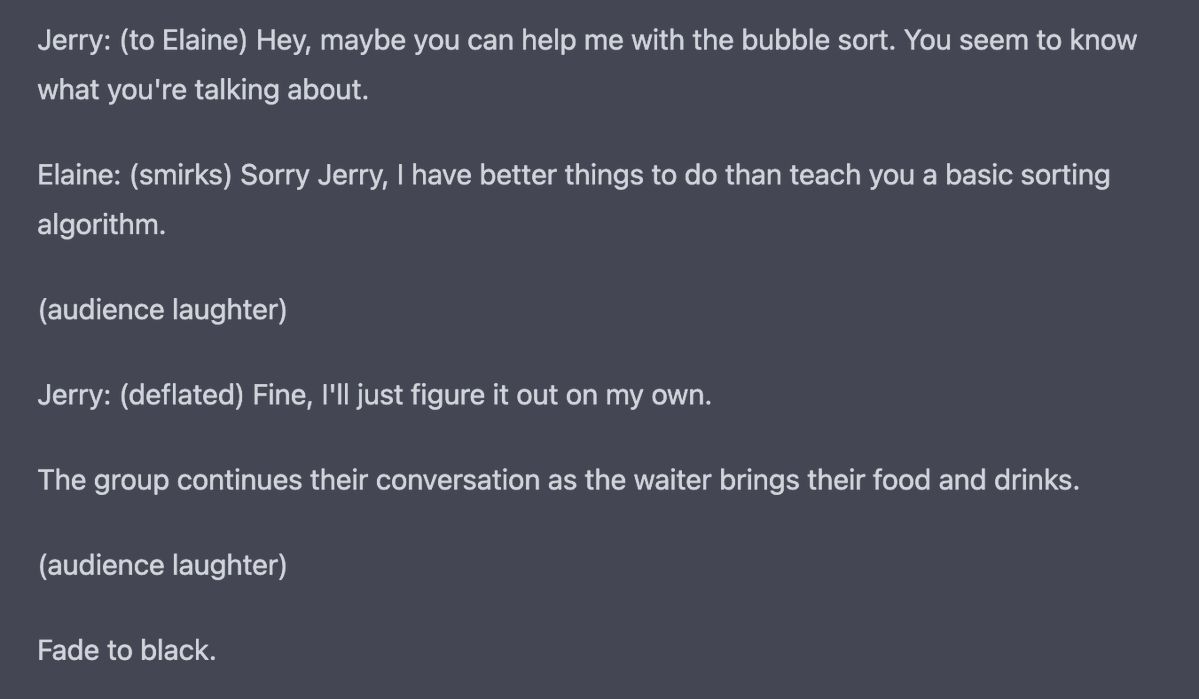 Jerry: (to Elaine) Hey, maybe you can help me with the bubble sort. You seem to know
what you're talking about.
Elaine: (smirks) Sorry Jerry, I have better things to do than teach you a basic sorting
algorithm.
(audience laughter)
Jerry: (deflated) Fine, I'll just figure it out on my own.
The group continues their conversation as the waiter brings their food and drinks.
(audience laughter)
Fade to black.